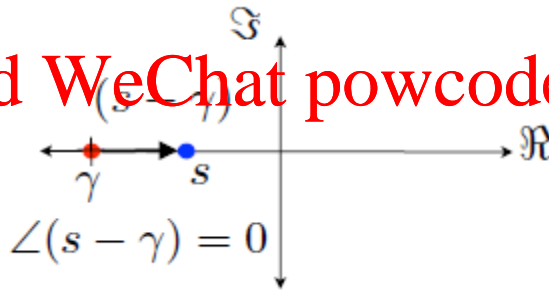 ℑ
d WeChat powcode
(s − γ)
ℜ
γ
s
∠(s − γ) = 0